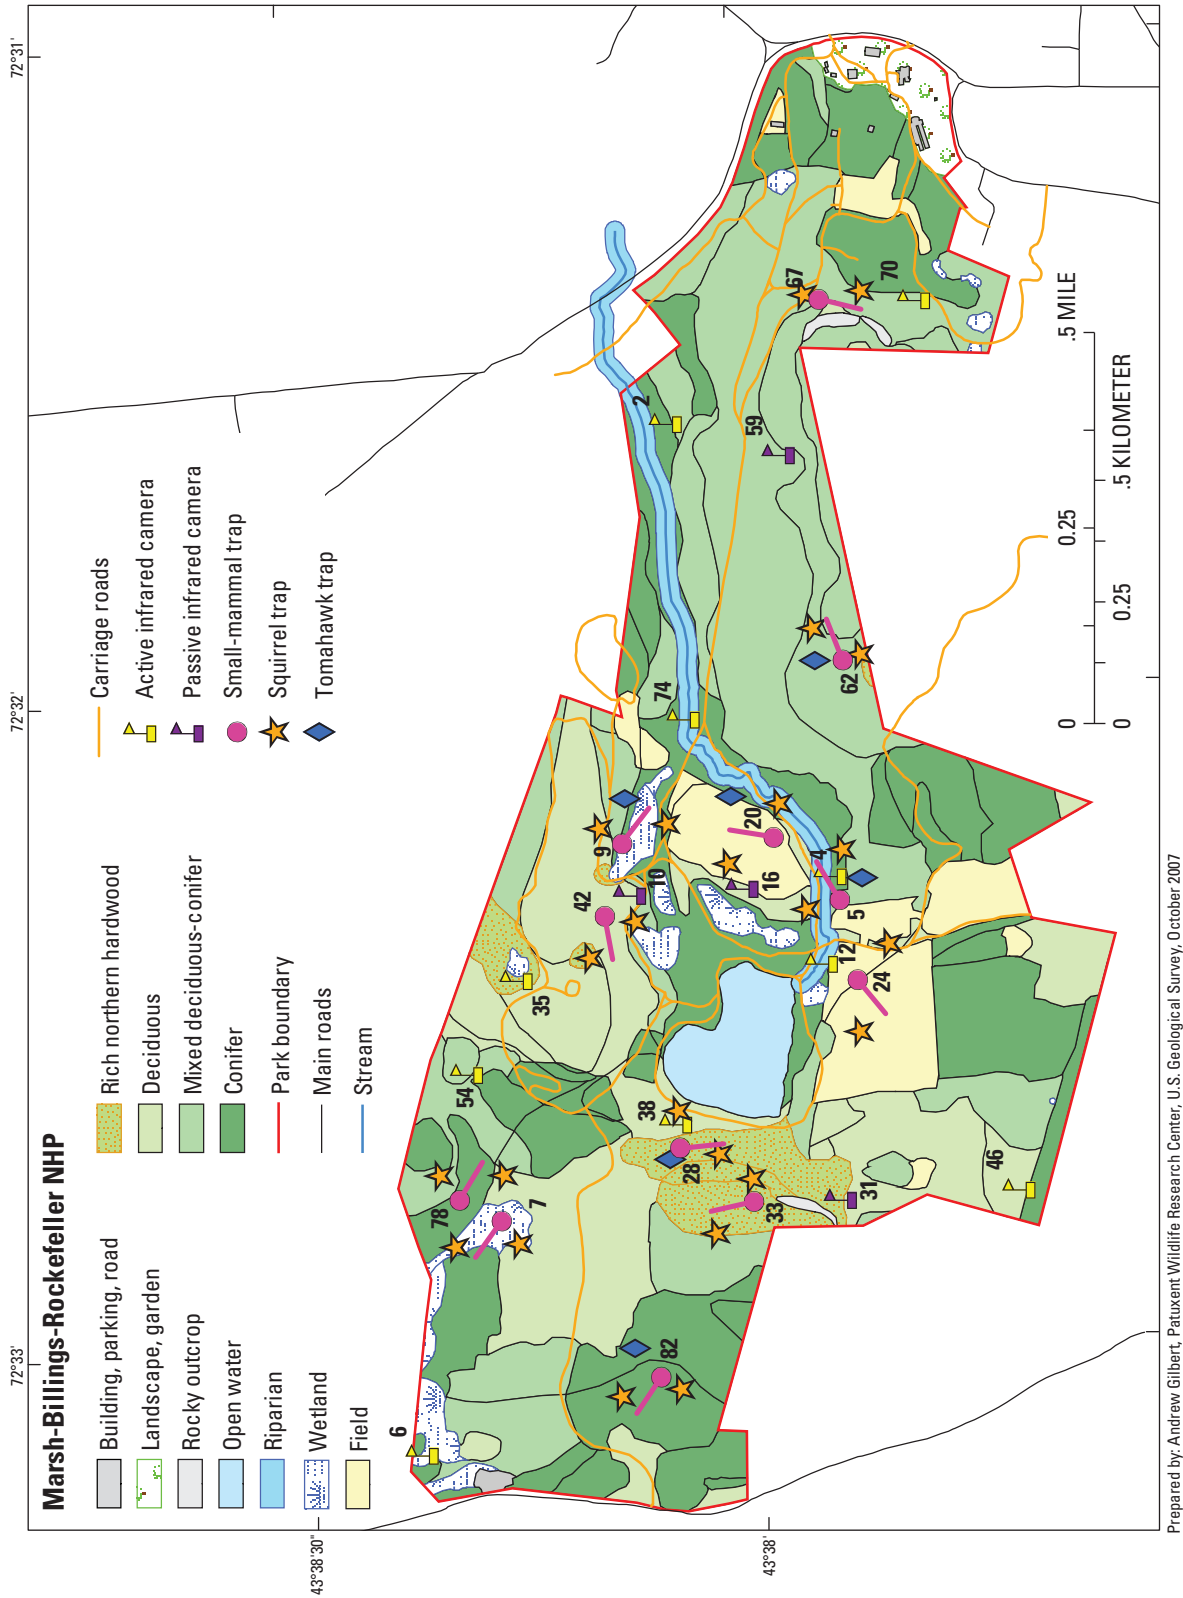 Marsh-Billings-Rockefeller NHP
Building, parking, road
Landscape, garden
Rocky outcrop
Open water
Riparian
Wetland
Field
Rich northern hardwood
Deciduous
Mixed deciduous-conifer
Conifer
Park boundary
Main roads
Stream
Carriage roads
Active infrared camera
Passive infrared camera
Small-mammal trap
Squirrel trap
Tomahawk trap
72°33'
72°32'
72°31'
43°38'30"
43°38'
6
82
78
7
54
35
28
33
38
31
46
42
9
10
16
20
4
5
12
24
74
62
2
59
67
70
0 0.25 .5 MILE
0 0.25 .5 KILOMETER
Prepared by: Andrew Gilbert, Patuxent Wildlife Research Center, U.S. Geological Survey, October 2007